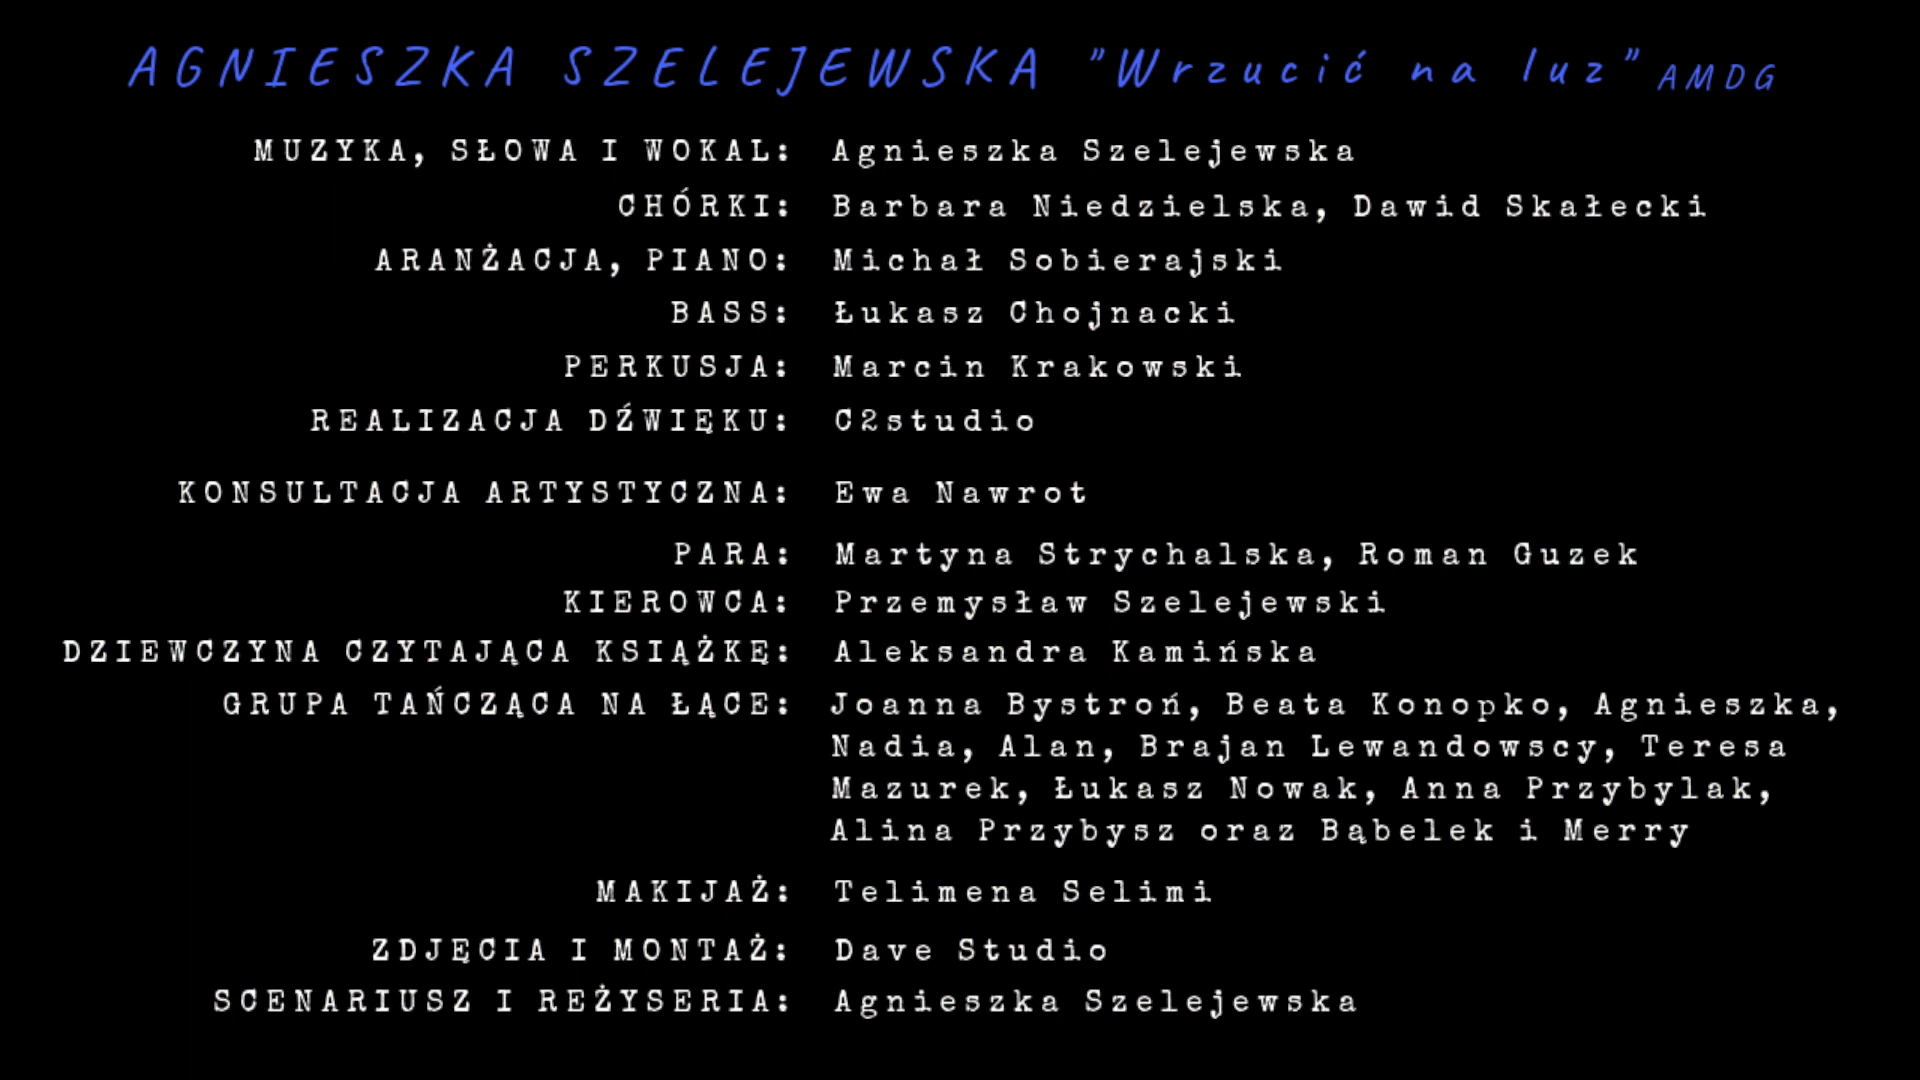 AGNIESZKA SZELEJEWSKA "Wrzucić na luz" AMDG
MUZYKA, SŁOWA I WOKAL: Agnieszka Szelejewska
CHÓRKI: Barbara Niedzielska, Dawid Skałecki
ARANŻACJA, PIANO: Michał Sobierajski
BASS: Łukasz Chojnacki
PERKUSJA: Marcin Krakowski
REALIZACJA DŹWIĘKU: C2studio
KONSULTACJA ARTYSTYCZNA: Ewa Nawrot
PARA: Martyna Strychalska, Roman Guzek
KIEROWCA: Przemysław Szelejewski
DZIEWCZYNA CZYTAJĄCA KSIĄŻKĘ: Aleksandra Kamińska
GRUPA TAŃCZĄCA NA ŁĄCE: Joanna Bystroń, Beata Konopko, Agnieszka,
Nadia, Alan, Brajan Lewandowscy, Teresa
Mazurek, Łukasz Nowak, Anna Przybylak,
Alina Przybysz oraz Bąbelek i Merry
MAKIJAŻ: Telimena Selimi
ZDJĘCIA I MONTAŻ: Dave Studio
SCENARIUSZ I REŻYSERIA: Agnieszka Szelejewska